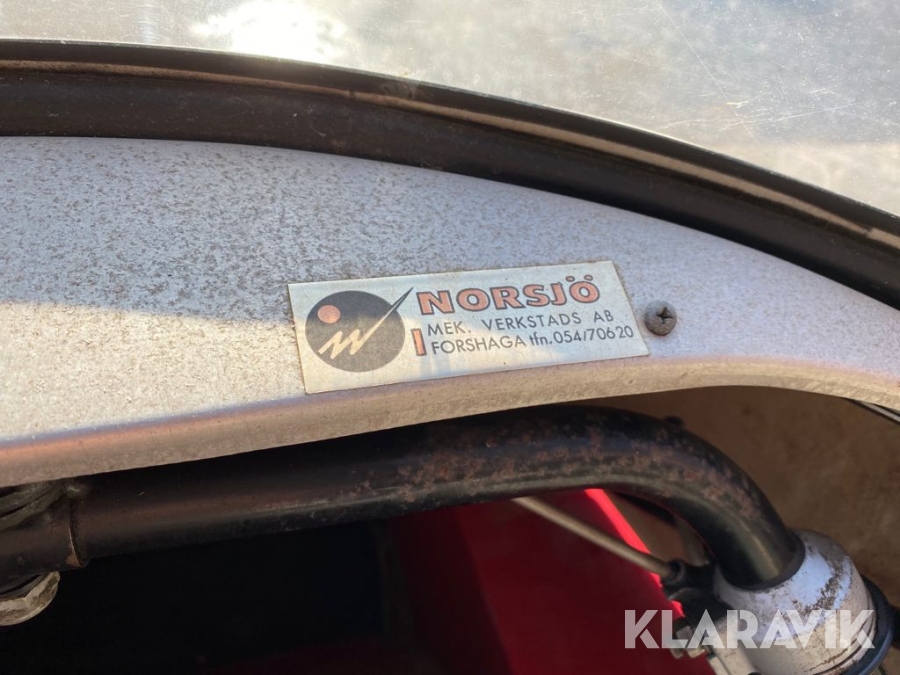 NORSJÖ
MEK. VERKSTADS AB
I FORSHAGA tfn. 054/70620
KLARAVIK